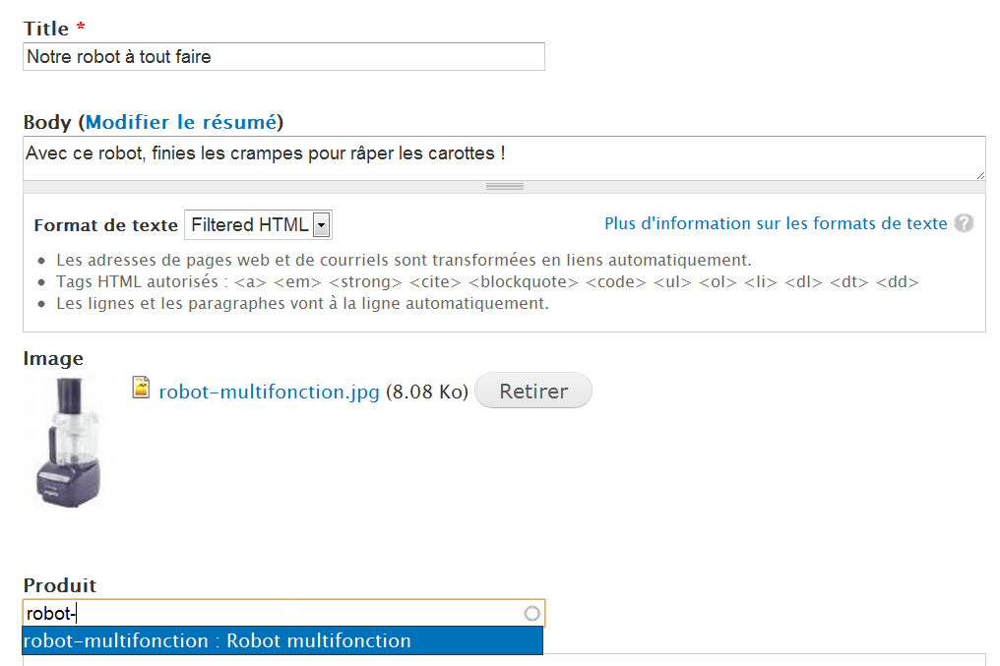 Title *
Notre robot à tout faire
Body (Modifier le résumé)
Avec ce robot, finies les crampes pour râper les carottes !
Format de texte Filtered HTML Plus d'information sur les formats de texte ?
Les adresses de pages web et de courriels sont transformées en liens automatiquement.
Tags HTML autorisés : <a> <em> <strong> <cite> <blockquote> <code> <ul> <ol> <li> <dl> <dt> <dd>
Les lignes et les paragraphes vont à la ligne automatiquement.
Image
robot-multifonction.jpg (8.08 Ko) Retirer
Produit
robot-
robot-multifonction : Robot multifonction